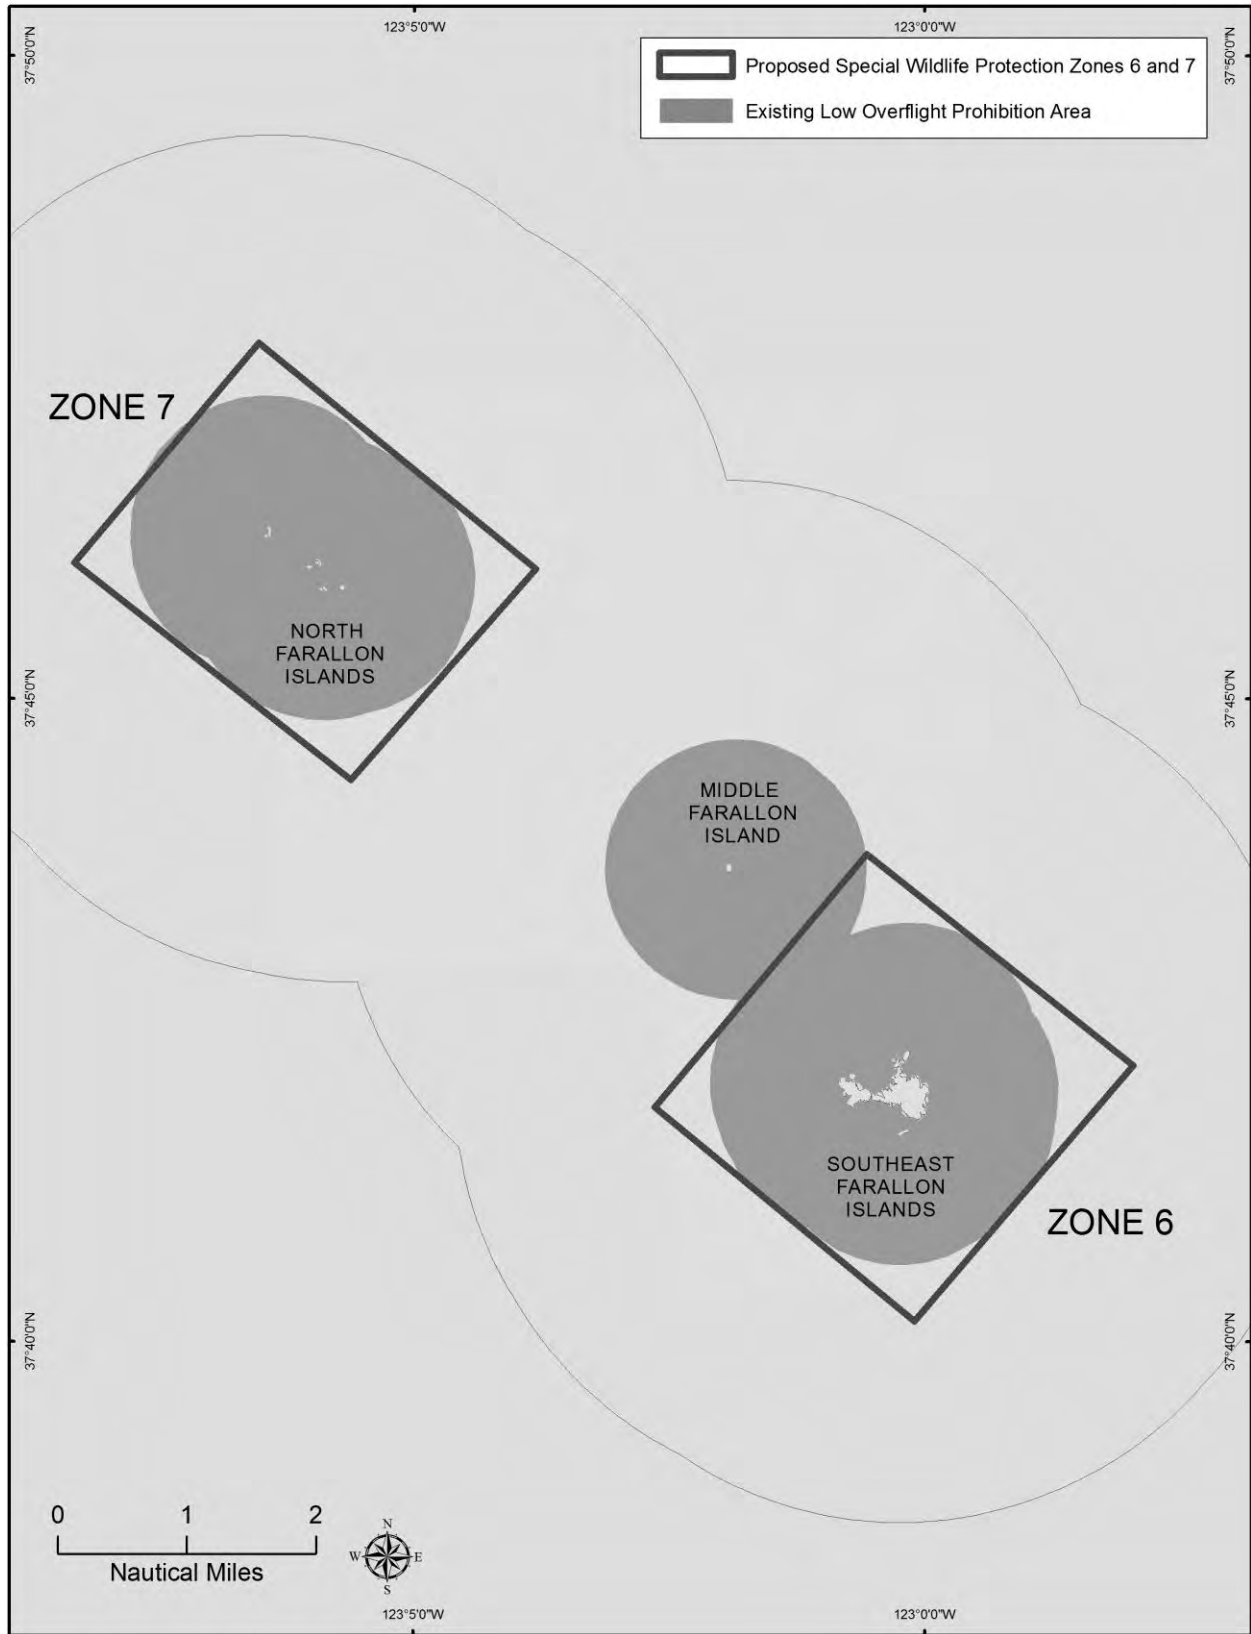 123°5'0"W
123°0'0"W
37°50'0"N
37°50'0"N
Proposed Special Wildlife Protection Zones 6 and 7
Existing Low Overflight Prohibition Area
ZONE 7
NORTH
FARALLON
ISLANDS
37°45'0"N
37°45'0"N
MIDDLE
FARALLON
ISLAND
SOUTHEAST
FARALLON
ISLANDS
ZONE 6
37°40'0"N
37°40'0"N
0 1 2
Nautical Miles
N
W E
S
123°5'0"W
123°0'0"W